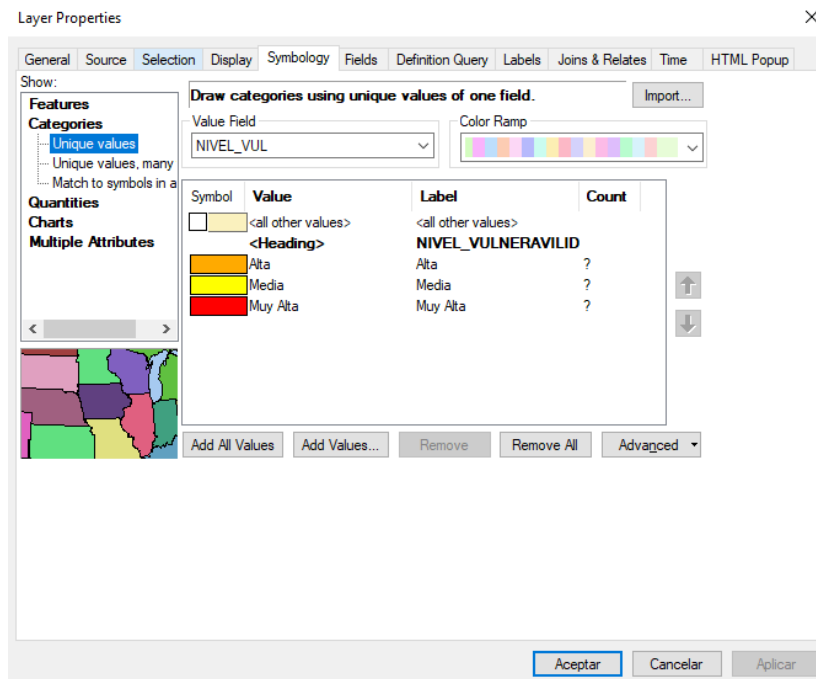 Layer Properties
General Source Selection Display Symbology Fields Definition Query Labels Joins & Relates Time HTML Popup
Show:
Features
Categories
Unique values
Unique values, many
Match to symbols in a
Quantities
Charts
Multiple Attributes
Draw categories using unique values of one field.
Import...
Value Field
NIVEL_VUL
Color Ramp
Symbol Value Label Count
<all other values> <all other values>
<Heading> NIVEL_VULNERAVILID
Alta Alta ?
Media Media ?
Muy Alta Muy Alta ?
Add All Values Add Values... Remove Remove All Advanced
Aceptar Cancelar Aplicar